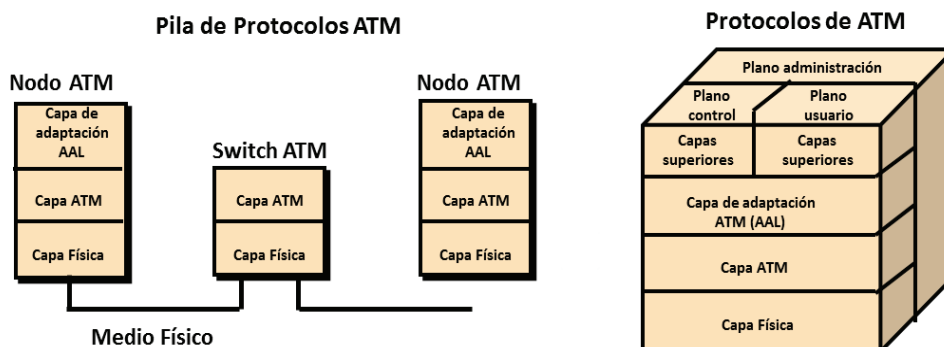 Pila de Protocolos ATM
Nodo ATM
Capa de
adaptación
AAL
Capa ATM
Capa Física
Switch ATM
Capa ATM
Capa Física
Nodo ATM
Capa de
adaptación
AAL
Capa ATM
Capa Física
Medio Físico
Protocolos de ATM
Plano administración
Plano
control
Plano
usuario
Capas
superiores
Capas
superiores
Capa de adaptación
ATM (AAL)
Capa ATM
Capa Física